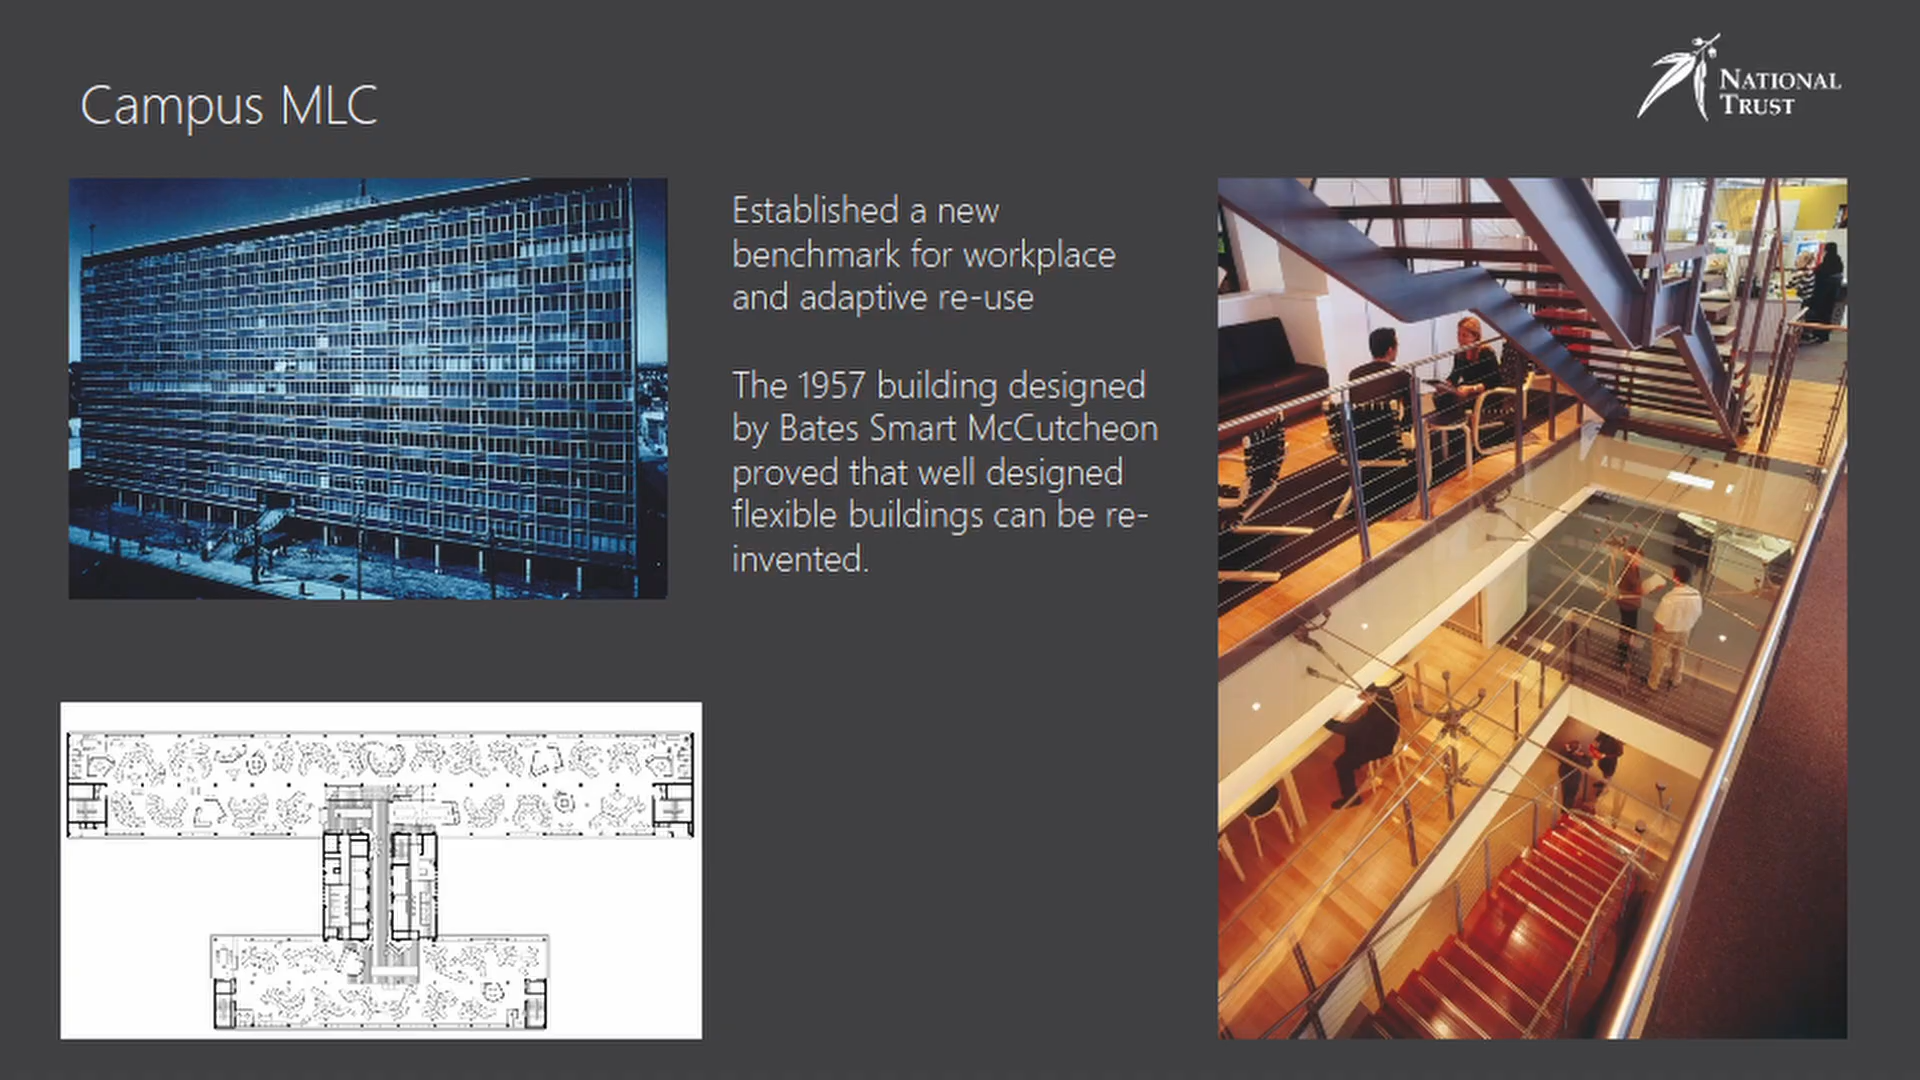 Campus MLC
NATIONAL
TRUST
Established a new
benchmark for workplace
and adaptive re-use
The 1957 building designed
by Bates Smart McCutcheon
proved that well designed
flexible buildings can be re-
invented.